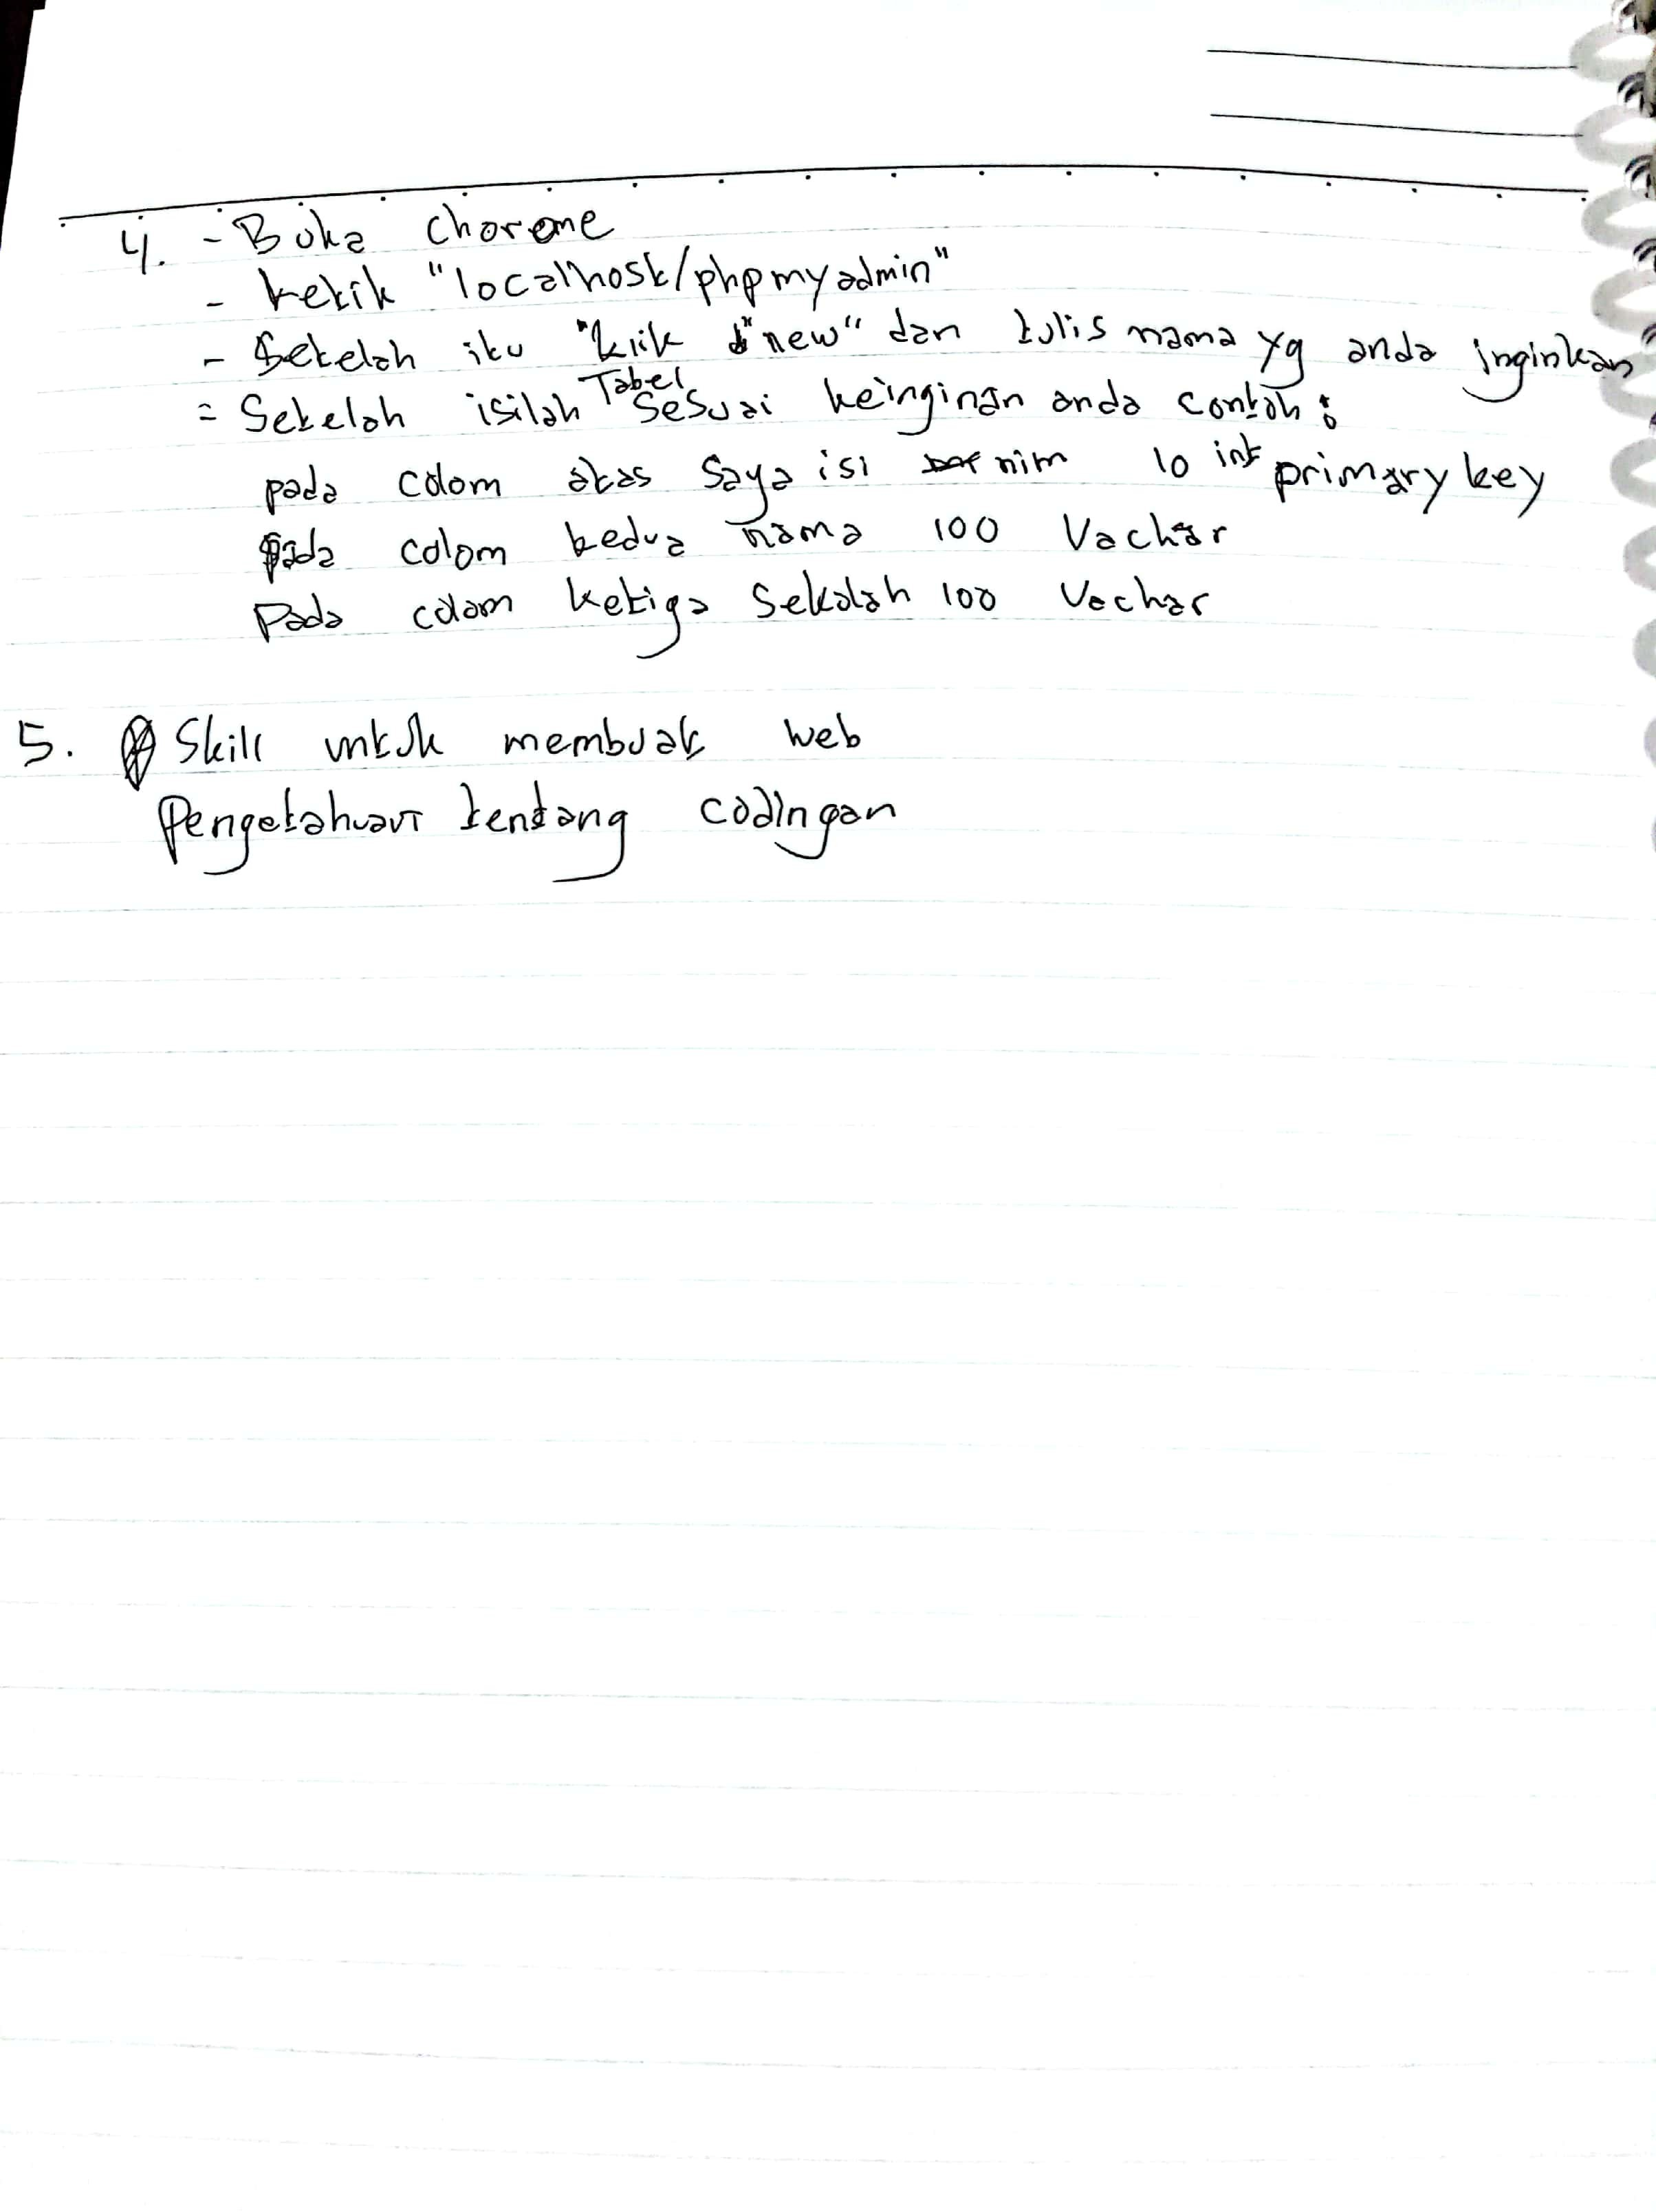 4. - Buka Chorome
- ketik "localhost/phpmyadmin"
- Setelah itu "klik "new" dan tulis nama yg anda inginkan
= Setelah isilah Tabel sesuai keinginan anda contoh :
pada colom atas saya isi nim 10 int primary key
pada colom kedua nama 100 Vachar
Pada colom ketiga Sekolah 100 Vachar
5. Skill untuk membuat web
Pengetahuan tentang codingan